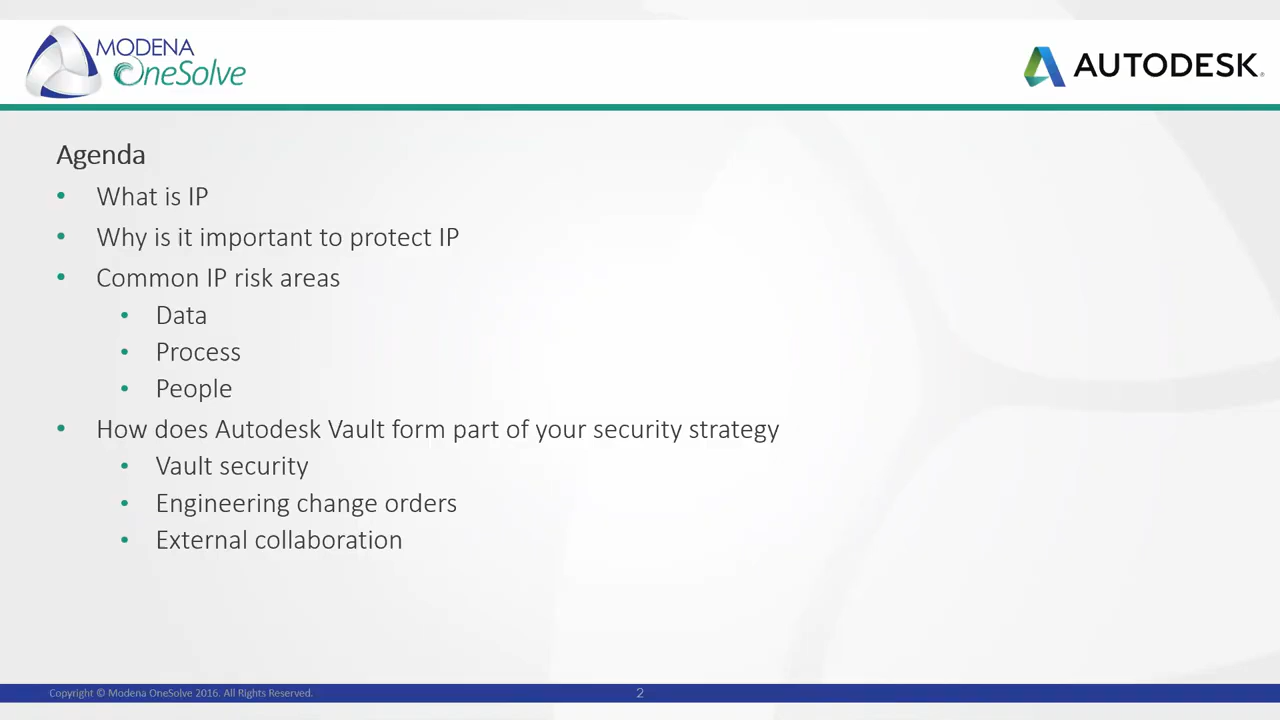 MODENA
OneSolve
AUTODESK®
Agenda
• What is IP
• Why is it important to protect IP
• Common IP risk areas
• Data
• Process
• People
• How does Autodesk Vault form part of your security strategy
• Vault security
• Engineering change orders
• External collaboration
Copyright © Modena OneSolve 2016. All Rights Reserved.
2